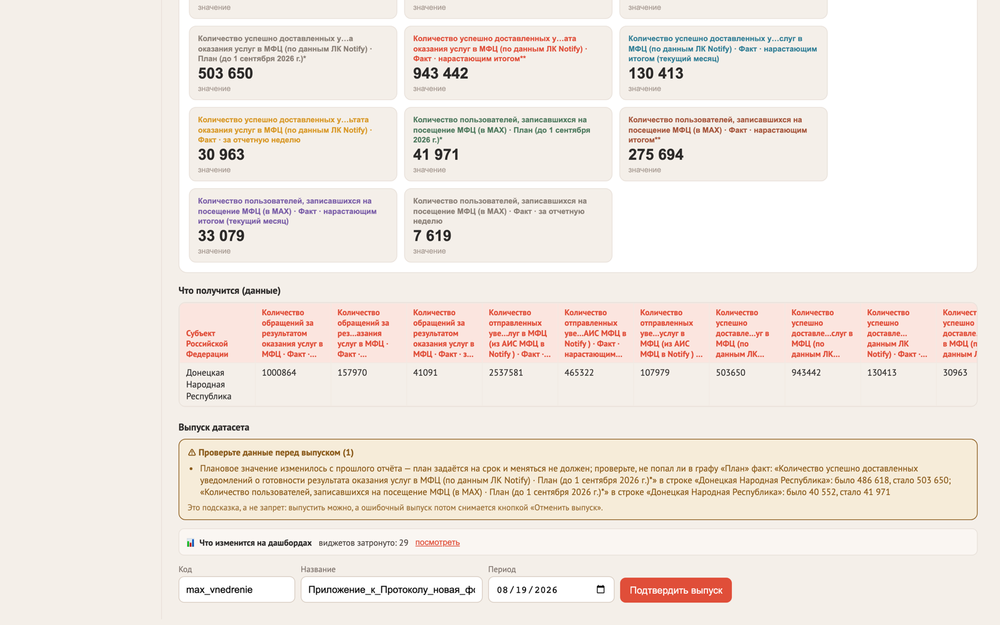 значение
значение
значение
Количество успешно доставленных у...а
оказания услуг в МФЦ (по данным ЛК Notify) ·
План (до 1 сентября 2026 г.)*
503 650
значение
Количество успешно доставленных у...ата
оказания услуг в МФЦ (по данным ЛК Notify) ·
Факт · нарастающим итогом**
943 442
значение
Количество успешно доставленных у...слуг в
МФЦ (по данным ЛК Notify) · Факт · нарастающим
итогом (текущий месяц)
130 413
значение
Количество успешно доставленных у...ьтата
оказания услуг в МФЦ (по данным ЛК Notify) ·
Факт · за отчетную неделю
30 963
значение
Количество пользователей, записавшихся на
посещение МФЦ (в MAX) · План (до 1 сентября
2026 г.)*
41 971
значение
Количество пользователей, записавшихся на
посещение МФЦ (в MAX) · Факт · нарастающим
итогом**
275 694
значение
Количество пользователей, записавшихся на
посещение МФЦ (в MAX) · Факт · нарастающим
итогом (текущий месяц)
33 079
значение
Количество пользователей, записавшихся на
посещение МФЦ (в MAX) · Факт · за отчетную
неделю
7 619
значение
Что получится (данные)
Субъект
Российской
Федерации
Количество
обращений за
результатом
оказания услуг в
МФЦ · Факт ·...
Количество
обращений за
рез...азания
услуг в МФЦ ·
Факт ·...
Количество
обращений за
результатом
оказания услуг в
МФЦ · Факт · з...
Количество
отправленных
уве...луг в МФЦ
(из АИС МФЦ в
Notify ) · Факт ·...
Количество
отправленных
уве...АИС МФЦ в
Notify ) · Факт ·
нарастающим...
Количество
отправленных
уве...услуг в
МФЦ (из АИС
МФЦ в Notify ) ...
Количество
успешно
доставле...уг в
МФЦ (по
данным ЛК...
Количество
успешно
доставле...слуг в
МФЦ (по
данным ЛК...
Количество
успешно
доставле...
данным ЛК
Notify) · Факт ·...
Количест
успешно
доставле.
в МФЦ (п
данным Л
Донецкая
Народная
Республика
1000864
157970
41091
2537581
465322
107979
503650
943442
130413
30963
Выпуск датасета
⚠ Проверьте данные перед выпуском (1)
• Плановое значение изменилось с прошлого отчёта — план задаётся на срок и меняться не должен; проверьте, не попал ли в графу «План» факт: «Количество успешно доставленных
уведомлений о готовности результата оказания услуг в МФЦ (по данным ЛК Notify) · План (до 1 сентября 2026 г.)*» в строке «Донецкая Народная Республика»: было 486 618, стало 503 650;
«Количество пользователей, записавшихся на посещение МФЦ (в MAX) · План (до 1 сентября 2026 г.)*» в строке «Донецкая Народная Республика»: было 40 552, стало 41 971
Это подсказка, а не запрет: выпустить можно, а ошибочный выпуск потом снимается кнопкой «Отменить выпуск».
Что изменится на дашбордах виджетов затронуто: 29 посмотреть
Код
Название
Период
max_vnedrenie
Приложение_к_Протоколу_новая_фо
08/19/2026
Подтвердить выпуск